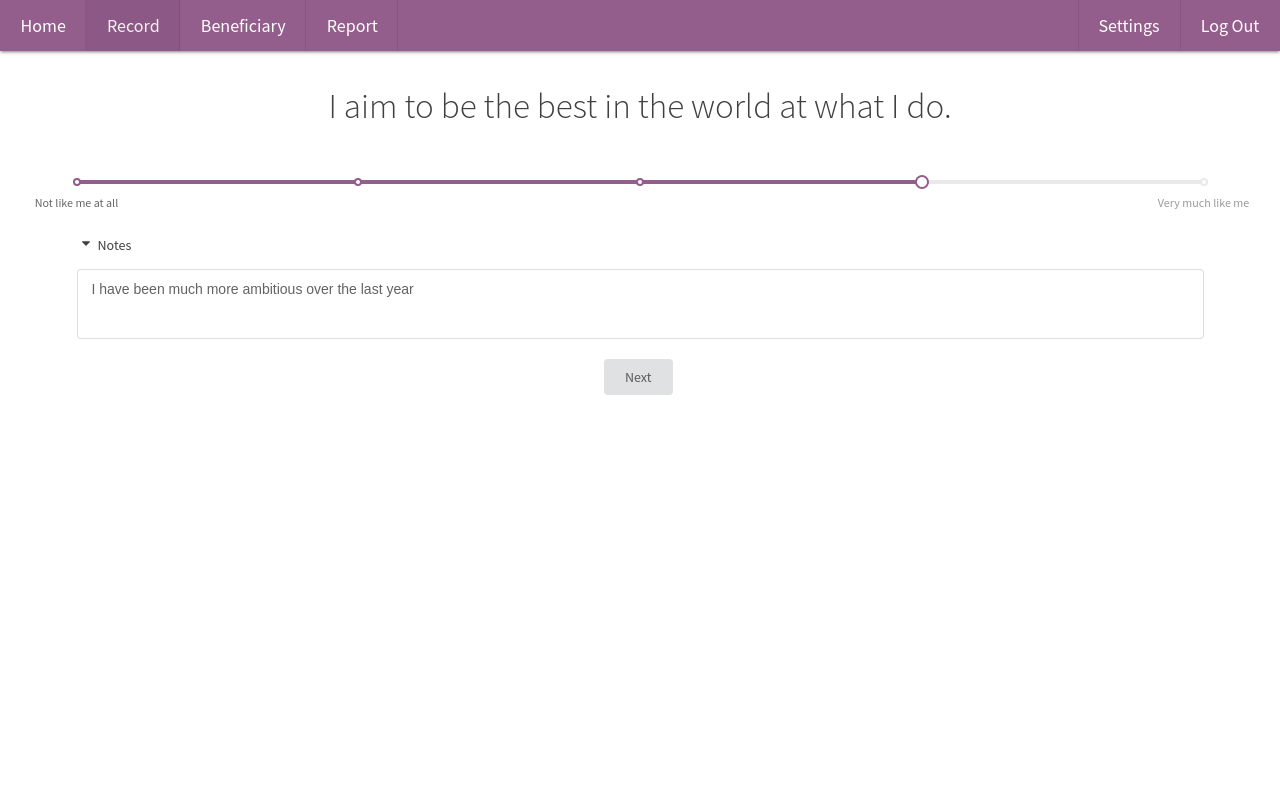 Home Record Beneficiary Report Settings Log Out
I aim to be the best in the world at what I do.
Not like me at all Very much like me
Notes
I have been much more ambitious over the last year
Next